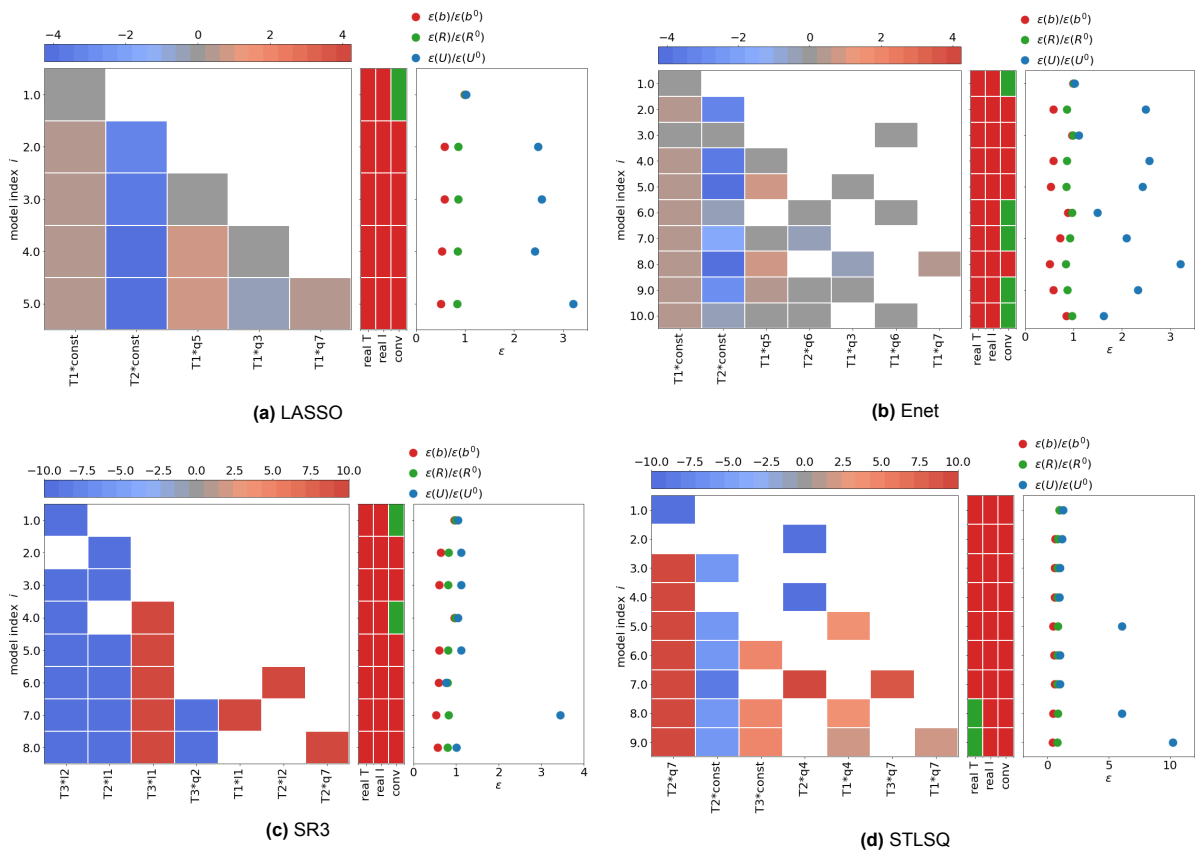 ε(b)/ε(b⁰)
ε(R)/ε(R⁰)
ε(U)/ε(U⁰)
−4 −2 0 2 4
model index i
1.0
2.0
3.0
4.0
5.0
T1*const
T2*const
T1*q5
T1*q3
T1*q7
real T
real I
conv
0 1 2 3
ε
(a) LASSO
ε(b)/ε(b⁰)
ε(R)/ε(R⁰)
ε(U)/ε(U⁰)
−4 −2 0 2 4
model index i
1.0
2.0
3.0
4.0
5.0
6.0
7.0
8.0
9.0
10.0
T1*const
T2*const
T1*q5
T2*q6
T1*q3
T1*q6
T1*q7
real T
real I
conv
0 1 2 3
ε
(b) Enet
ε(b)/ε(b⁰)
ε(R)/ε(R⁰)
ε(U)/ε(U⁰)
−10.0 −7.5 −5.0 −2.5 0.0 2.5 5.0 7.5 10.0
model index i
1.0
2.0
3.0
4.0
5.0
6.0
7.0
8.0
T3*I2
T2*I1
T3*I1
T3*q2
T1*I1
T2*I2
T2*q7
real T
real I
conv
0 1 2 3 4
ε
(c) SR3
ε(b)/ε(b⁰)
ε(R)/ε(R⁰)
ε(U)/ε(U⁰)
−10.0 −7.5 −5.0 −2.5 0.0 2.5 5.0 7.5 10.0
model index i
1.0
2.0
3.0
4.0
5.0
6.0
7.0
8.0
9.0
T2*q7
T2*const
T3*const
T2*q4
T1*q4
T3*q7
T1*q7
real T
real I
conv
0 5 10
ε
(d) STLSQ